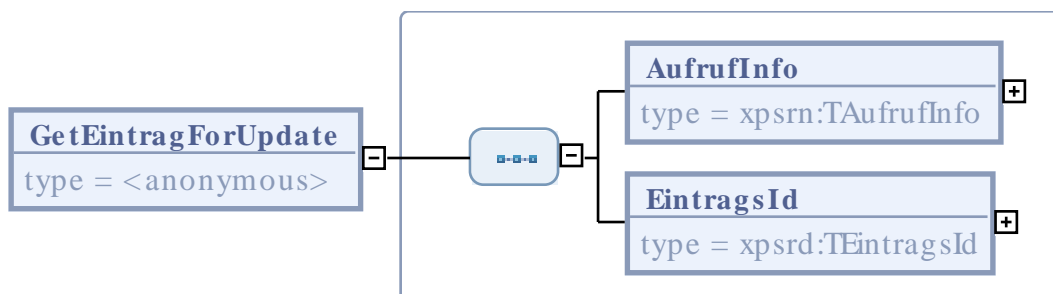 GetEintragForUpdate
type = <anonymous>
AufrufInfo
type = xpsrn:TAufrufInfo
EintragsId
type = xpsrd:TEintragsId